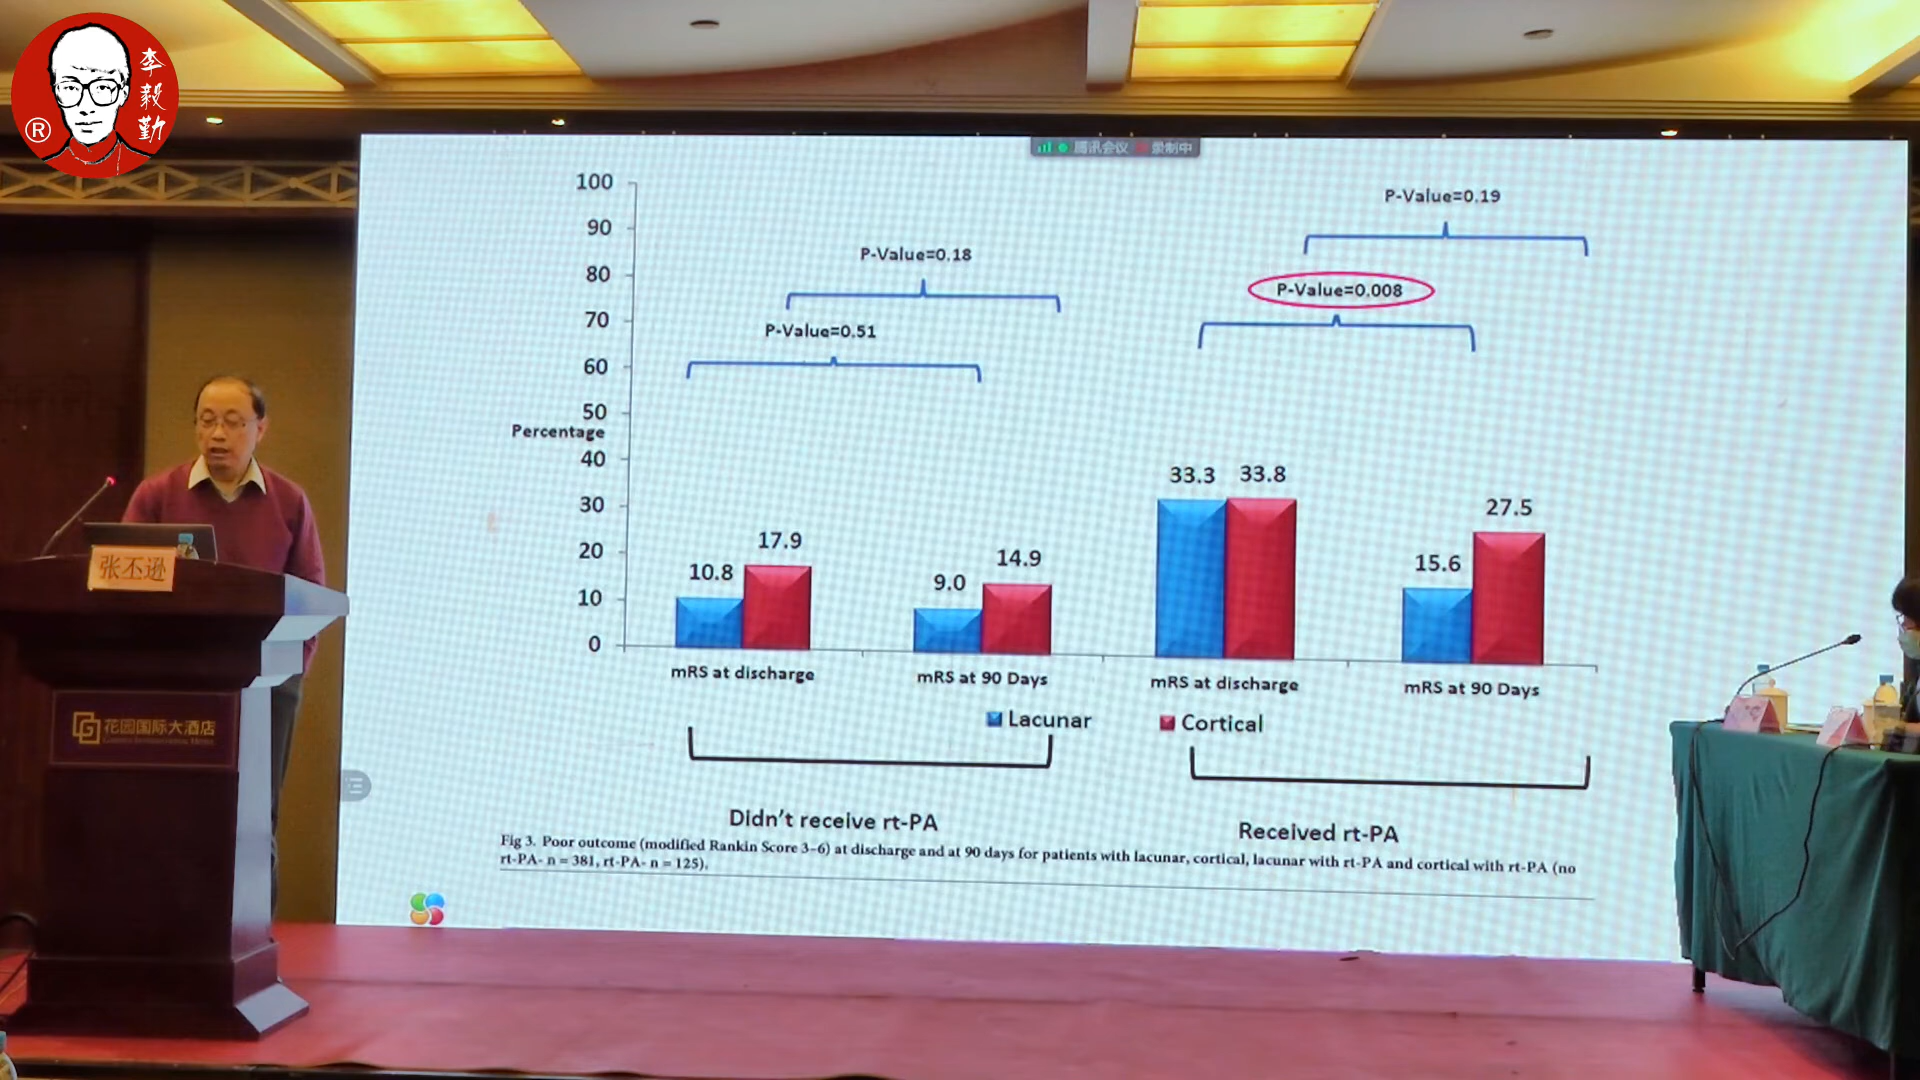 李毅勤
®
腾讯会议 录制中
100
90
80
70
60
50
40
30
20
10
0
Percentage
P-Value=0.18
P-Value=0.51
P-Value=0.19
P-Value=0.008
10.8
17.9
9.0
14.9
33.3
33.8
15.6
27.5
mRS at discharge
mRS at 90 Days
mRS at discharge
mRS at 90 Days
Lacunar
Cortical
Didn't receive rt-PA
Received rt-PA
Fig 3. Poor outcome (modified Rankin Score 3–6) at discharge and at 90 days for patients with lacunar, cortical, lacunar with rt-PA and cortical with rt-PA (no
rt-PA- n = 381, rt-PA- n = 125).
张丕逊
花园国际大酒店